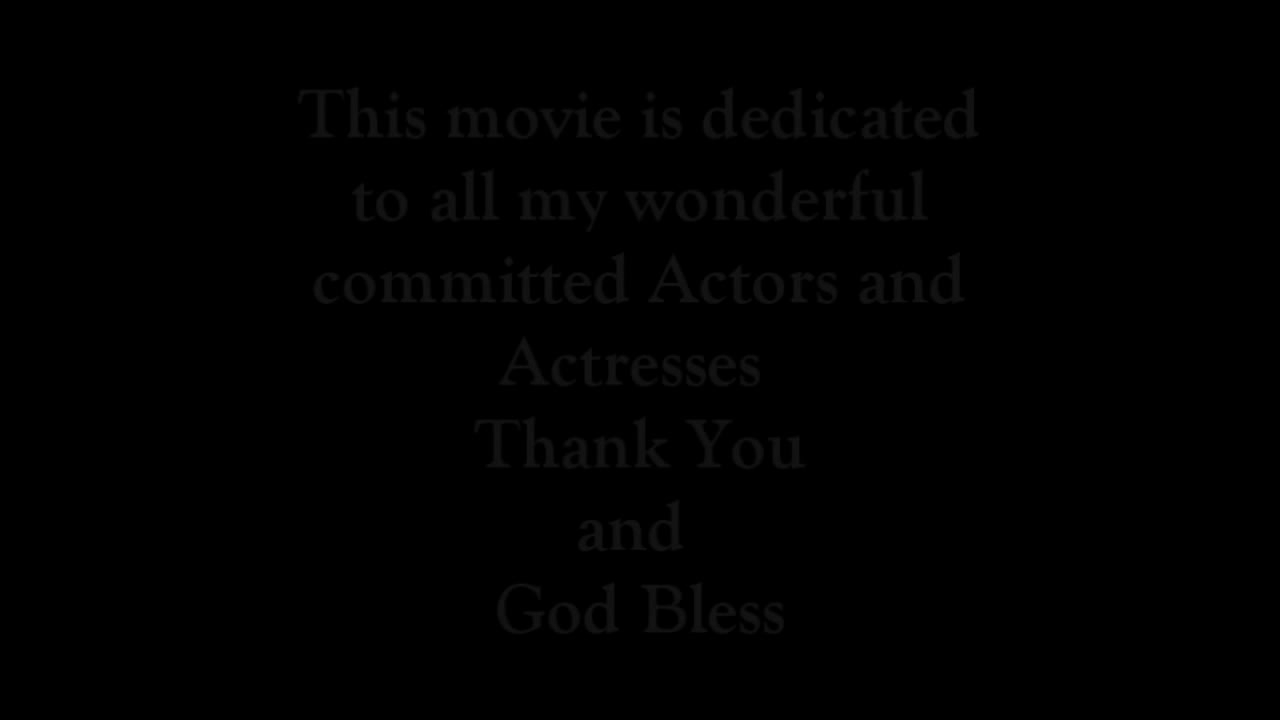 This movie is dedicated
to all my wonderful
committed Actors and
Actresses
Thank You
and
God Bless